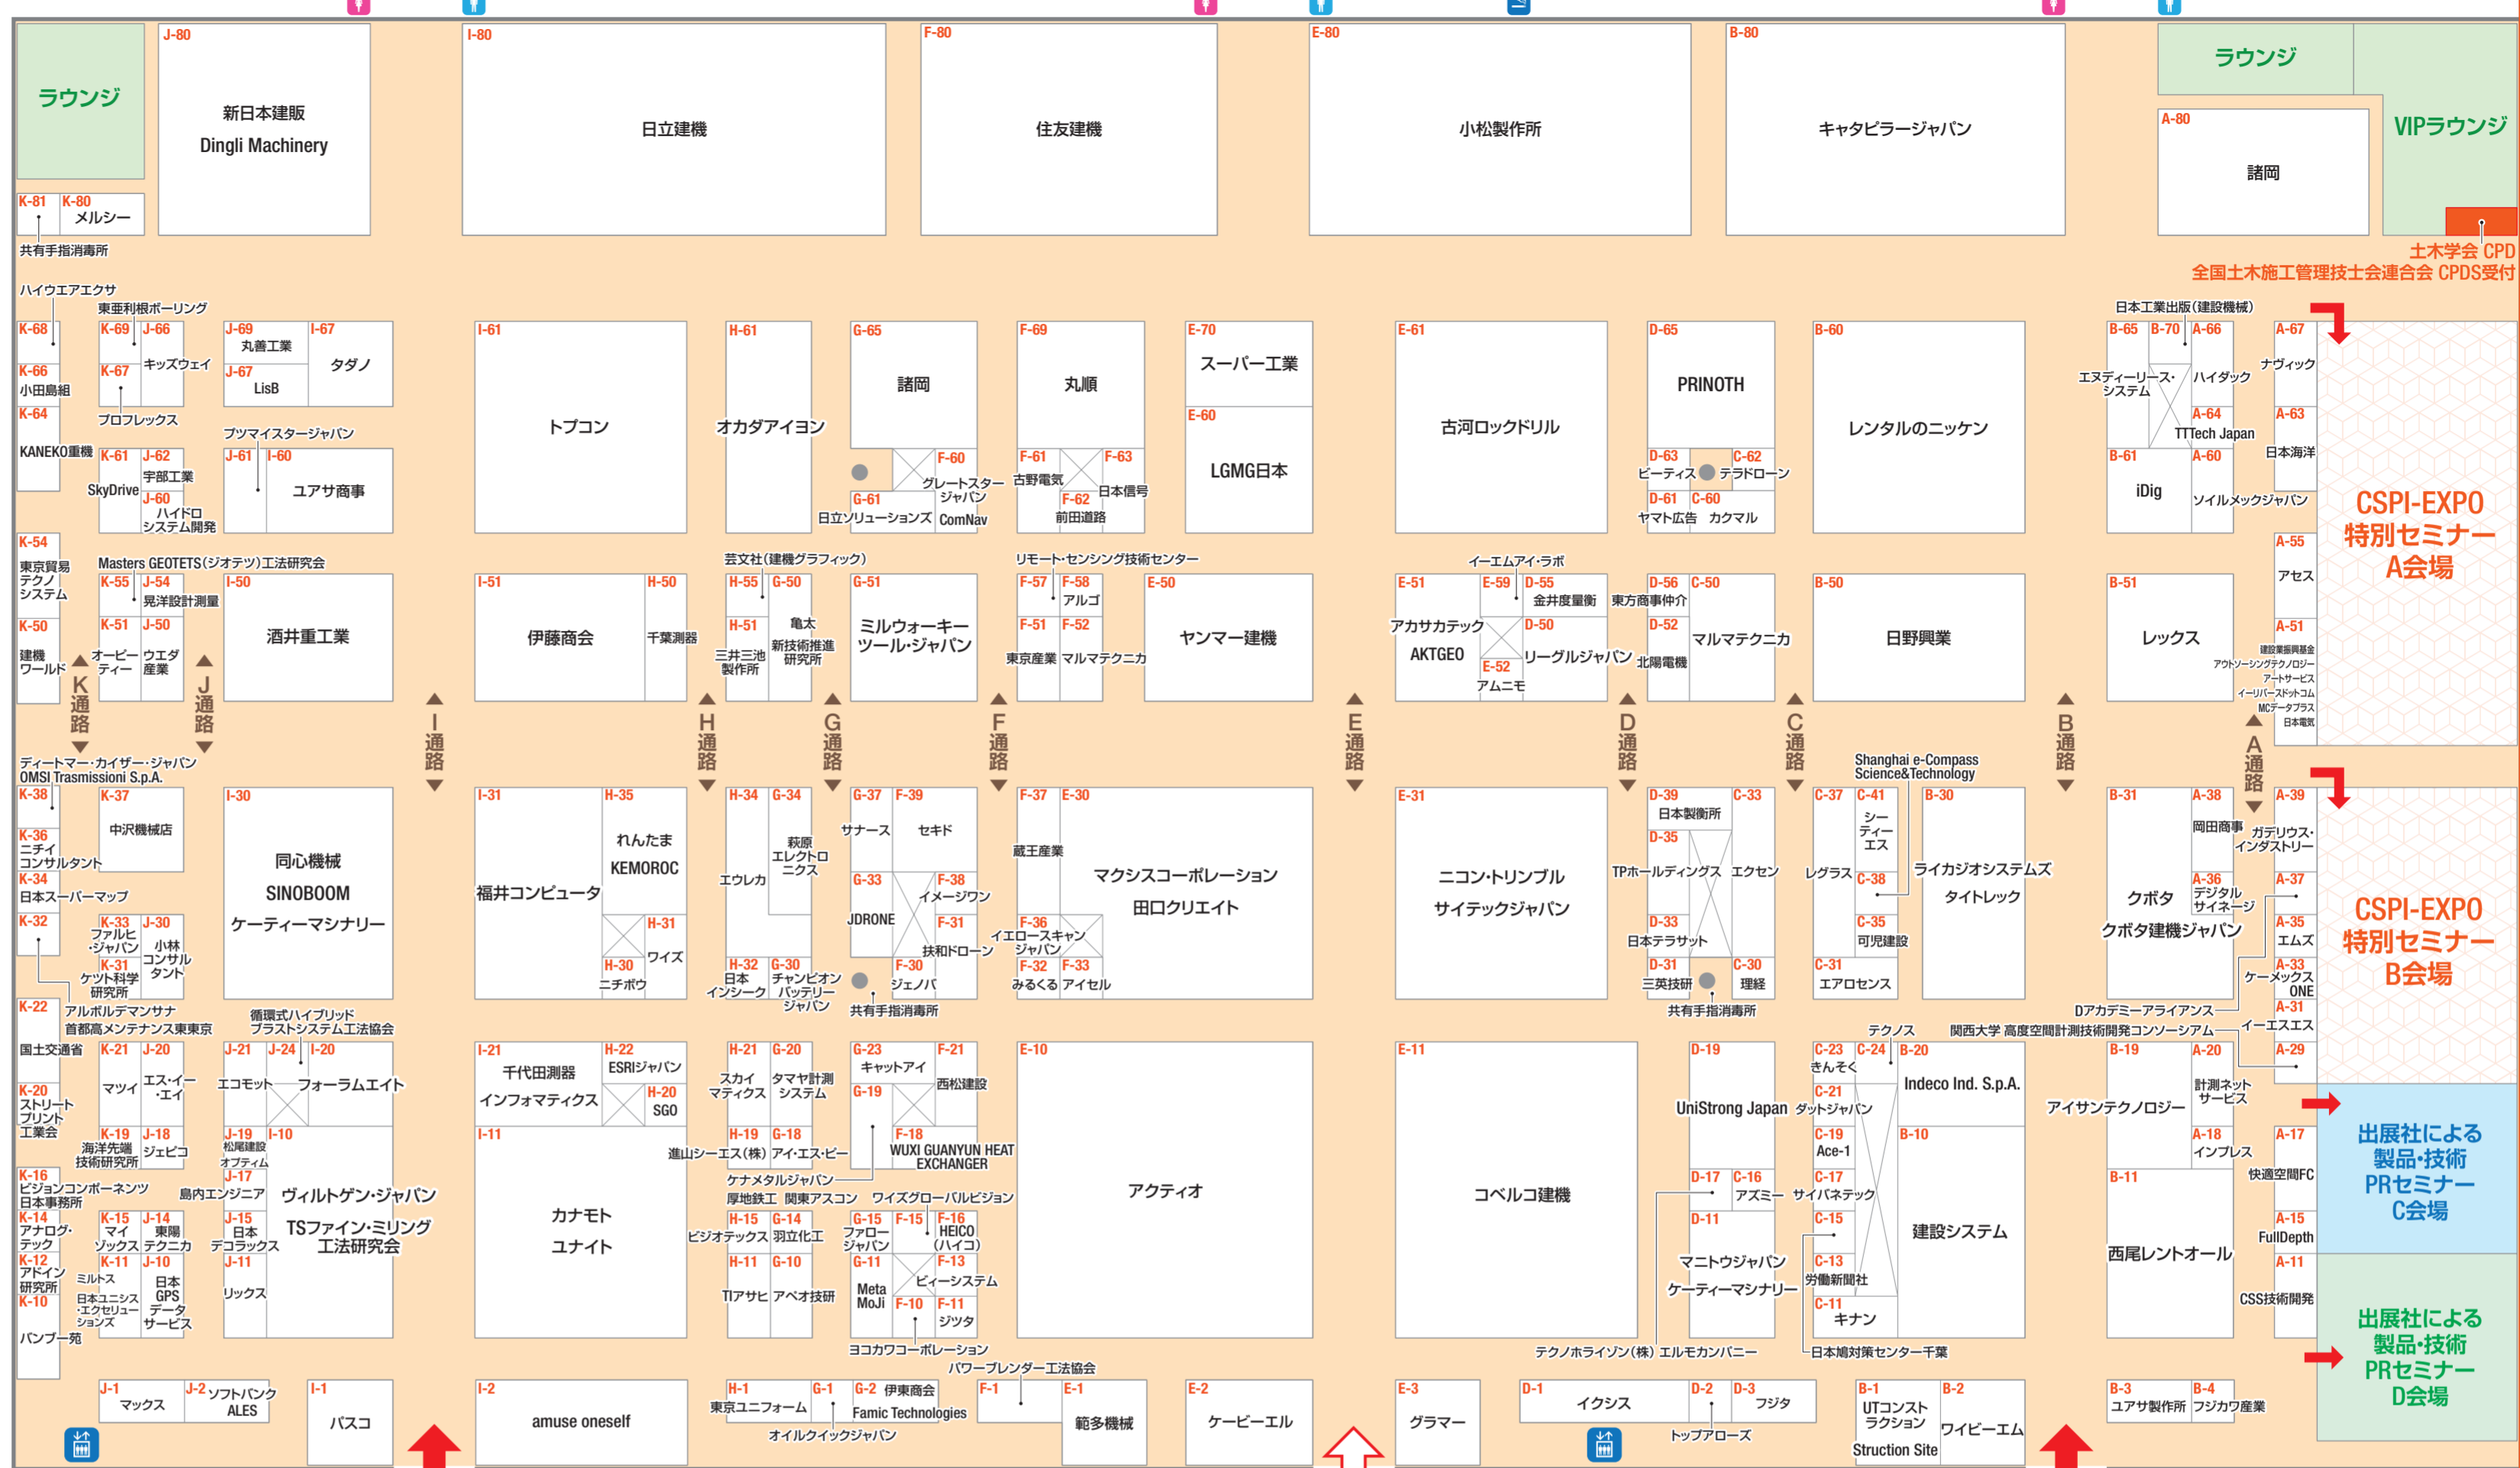 ラウンジ
J-80
新日本建販
Dingli Machinery
I-80
日立建機
F-80
住友建機
E-80
小松製作所
B-80
キャタピラージャパン
ラウンジ
VIPラウンジ
A-80
諸岡
K-81
K-80
メルシー
共有手指消毒所
土木学会 CPD
全国土木施工管理技士会連合会 CPDS受付
ハイウエアエクサ
東亜利根ボーリング
K-68
K-69
J-66
キッズウェイ
K-66
小田島組
K-67
プロフレックス
K-64
KANEKO重機
J-69
丸善工業
J-67
LisB
I-67
タダノ
プツマイスタージャパン
K-61
SkyDrive
J-62
宇部工業
J-60
ハイドロ
システム開発
J-61
I-60
ユアサ商事
I-61
トプコン
H-61
オカダアイヨン
G-65
諸岡
F-60
グレートスター
ジャパン
G-61
日立ソリューションズ
ComNav
F-69
丸順
F-61
古野電気
F-63
日本信号
F-62
前田道路
E-70
スーパー工業
E-60
LGMG日本
E-61
古河ロックドリル
D-65
PRINOTH
D-63
ビーティス
C-62
テラドローン
D-61
ヤマト広告
C-60
カクマル
B-60
レンタルのニッケン
日本工業出版(建設機械)
B-65
エヌディーリース・
システム
B-70
A-66
ハイダック
A-64
TTTech Japan
B-61
iDig
A-60
ソイルメックジャパン
A-67
ナヴィック
A-63
日本海洋
CSPI-EXPO
特別セミナー
A会場
K-54
東京貿易
テクノ
システム
K-50
建機
ワールド
Masters GEOTETS(ジオテツ)工法研究会
K-55
J-54
晃洋設計測量
K-51
オーピー
ティー
J-50
ウエダ
産業
I-50
酒井重工業
I-51
伊藤商会
H-50
千葉測器
芸文社(建機グラフィック)
H-55
H-51
三井三池
製作所
G-50
亀太
新技術推進
研究所
G-51
ミルウォーキー
ツール・ジャパン
リモート・センシング技術センター
F-57
F-58
アルゴ
F-51
東京産業
F-52
マルマテクニカ
E-50
ヤンマー建機
イーエムアイ・ラボ
E-51
アカサカテック
AKTGEO
E-59
D-55
金井度量衡
D-50
リーグルジャパン
E-52
アムニモ
D-56
東方商事仲介
D-52
北陽電機
C-50
マルマテクニカ
B-50
日野興業
B-51
レックス
A-55
アセス
A-51
建設業振興基金
アウトソーシングテクノロジー
アートサービス
イーリバースドットコム
MCデータプラス
日本電気
K通路
J通路
I通路
H通路
G通路
F通路
E通路
D通路
C通路
B通路
A通路
ディートマー・カイザー・ジャパン
OMSI Trasmissioni S.p.A.
K-38
K-36
ニチイ
コンサルタント
K-34
日本スーパーマップ
K-32
K-37
中沢機械店
K-33
ファルヒ
・ジャパン
K-31
ケツト科学
研究所
J-30
小林
コンサル
タント
アルボルデマンサナ
首都高メンテナンス東東京
I-30
同心機械
SINOBOOM
ケーティーマシナリー
I-31
福井コンピュータ
H-35
れんたま
KEMOROC
H-31
ワイズ
H-30
ニチボウ
H-34
エウレカ
G-34
萩原
エレクトロ
ニクス
H-32
日本
インシーク
G-30
チャンピオン
バッテリー
ジャパン
G-37
サナース
F-39
セキド
G-33
JDRONE
F-38
イメージワン
F-31
扶和ドローン
F-30
ジェノバ
共有手指消毒所
F-37
蔵王産業
F-36
イエロースキャン
ジャパン
F-32
みるくる
F-33
アイセル
E-30
マクシスコーポレーション
田口クリエイト
E-31
ニコン・トリンブル
サイテックジャパン
D-39
日本製衡所
D-35
TPホールディングス
D-33
日本テラサット
D-31
三英技研
C-33
エクセン
C-30
理経
共有手指消毒所
Shanghai e-Compass
Science&Technology
C-37
レグラス
C-41
シー
ティー
エス
C-38
C-35
可児建設
C-31
エアロセンス
B-30
ライカジオシステムズ
タイトレック
B-31
クボタ
クボタ建機ジャパン
A-38
岡田商事
A-36
デジタル
サイネージ
A-39
ガデリウス・
インダストリー
A-37
A-35
エムズ
A-33
ケーメックス
ONE
A-31
イーエスエス
A-29
Dアカデミーアライアンス
関西大学 高度空間計測技術開発コンソーシアム
CSPI-EXPO
特別セミナー
B会場
K-22
国土交通省
K-20
ストリート
プリント
工業会
K-21
マツイ
J-20
エス・イー
・エイ
K-19
海洋先端
技術研究所
J-18
ジェピコ
循環式ハイブリッド
ブラストシステム工法協会
J-21
エコモット
J-24
I-20
フォーラムエイト
J-19
松尾建設
オプティム
J-17
島内エンジニア
J-15
日本
デコラックス
J-11
リックス
I-10
ヴィルトゲン・ジャパン
TSファイン・ミリング
工法研究会
K-16
ビジョンコンポーネンツ
日本事務所
K-14
アナログ・
テック
K-12
アドイン
研究所
K-10
バンブー苑
K-15
マイ
ゾックス
J-14
東陽
テクニカ
K-11
ミルトス
日本ユニシス
・エクセリュー
ションズ
J-10
日本
GPS
データ
サービス
I-21
千代田測器
インフォマティクス
H-22
ESRIジャパン
H-20
SGO
I-11
カナモト
ユナイト
H-21
スカイ
マティクス
G-20
タマヤ計測
システム
H-19
進山シーエス(株)
G-18
アイ・エス・ピー
ケナメタルジャパン
厚地鉄工 関東アスコン
H-15
ビジオテックス
G-14
羽立化工
H-11
TIアサヒ
G-10
アペオ技研
G-23
キャットアイ
F-21
西松建設
G-19
F-18
WUXI GUANYUN HEAT
EXCHANGER
ワイズグローバルビジョン
G-15
ファロー
ジャパン
F-15
F-16
HEICO
(ハイコ)
G-11
Meta
MoJi
F-13
ビィーシステム
F-10
F-11
ジツタ
ヨコカワコーポレーション
E-10
アクティオ
E-11
コベルコ建機
D-19
UniStrong Japan
D-17
C-16
アズミー
D-11
マニトウジャパン
ケーティーマシナリー
テクノホライゾン(株) エルモカンパニー
テクノス
C-23
きんそく
C-24
C-21
ダットジャパン
C-19
Ace-1
C-17
サイバネテック
C-15
C-13
労働新聞社
C-11
キナン
日本鳩対策センター千葉
B-20
Indeco Ind. S.p.A.
B-10
建設システム
B-19
アイサンテクノロジー
A-20
計測ネット
サービス
A-18
インプレス
B-11
西尾レントオール
A-17
快適空間FC
A-15
FullDepth
A-11
CSS技術開発
出展社による
製品・技術
PRセミナー
C会場
出展社による
製品・技術
PRセミナー
D会場
J-1
マックス
J-2
ソフトバンク
ALES
I-1
パスコ
I-2
amuse oneself
H-1
東京ユニフォーム
G-1
オイルクイックジャパン
G-2
伊東商会
Famic Technologies
パワーブレンダー工法協会
F-1
E-1
範多機械
E-2
ケービーエル
E-3
グラマー
D-1
イクシス
D-2
トップアローズ
D-3
フジタ
B-1
UTコンスト
ラクション
Struction Site
B-2
ワイビーエム
B-3
ユアサ製作所
B-4
フジカワ産業